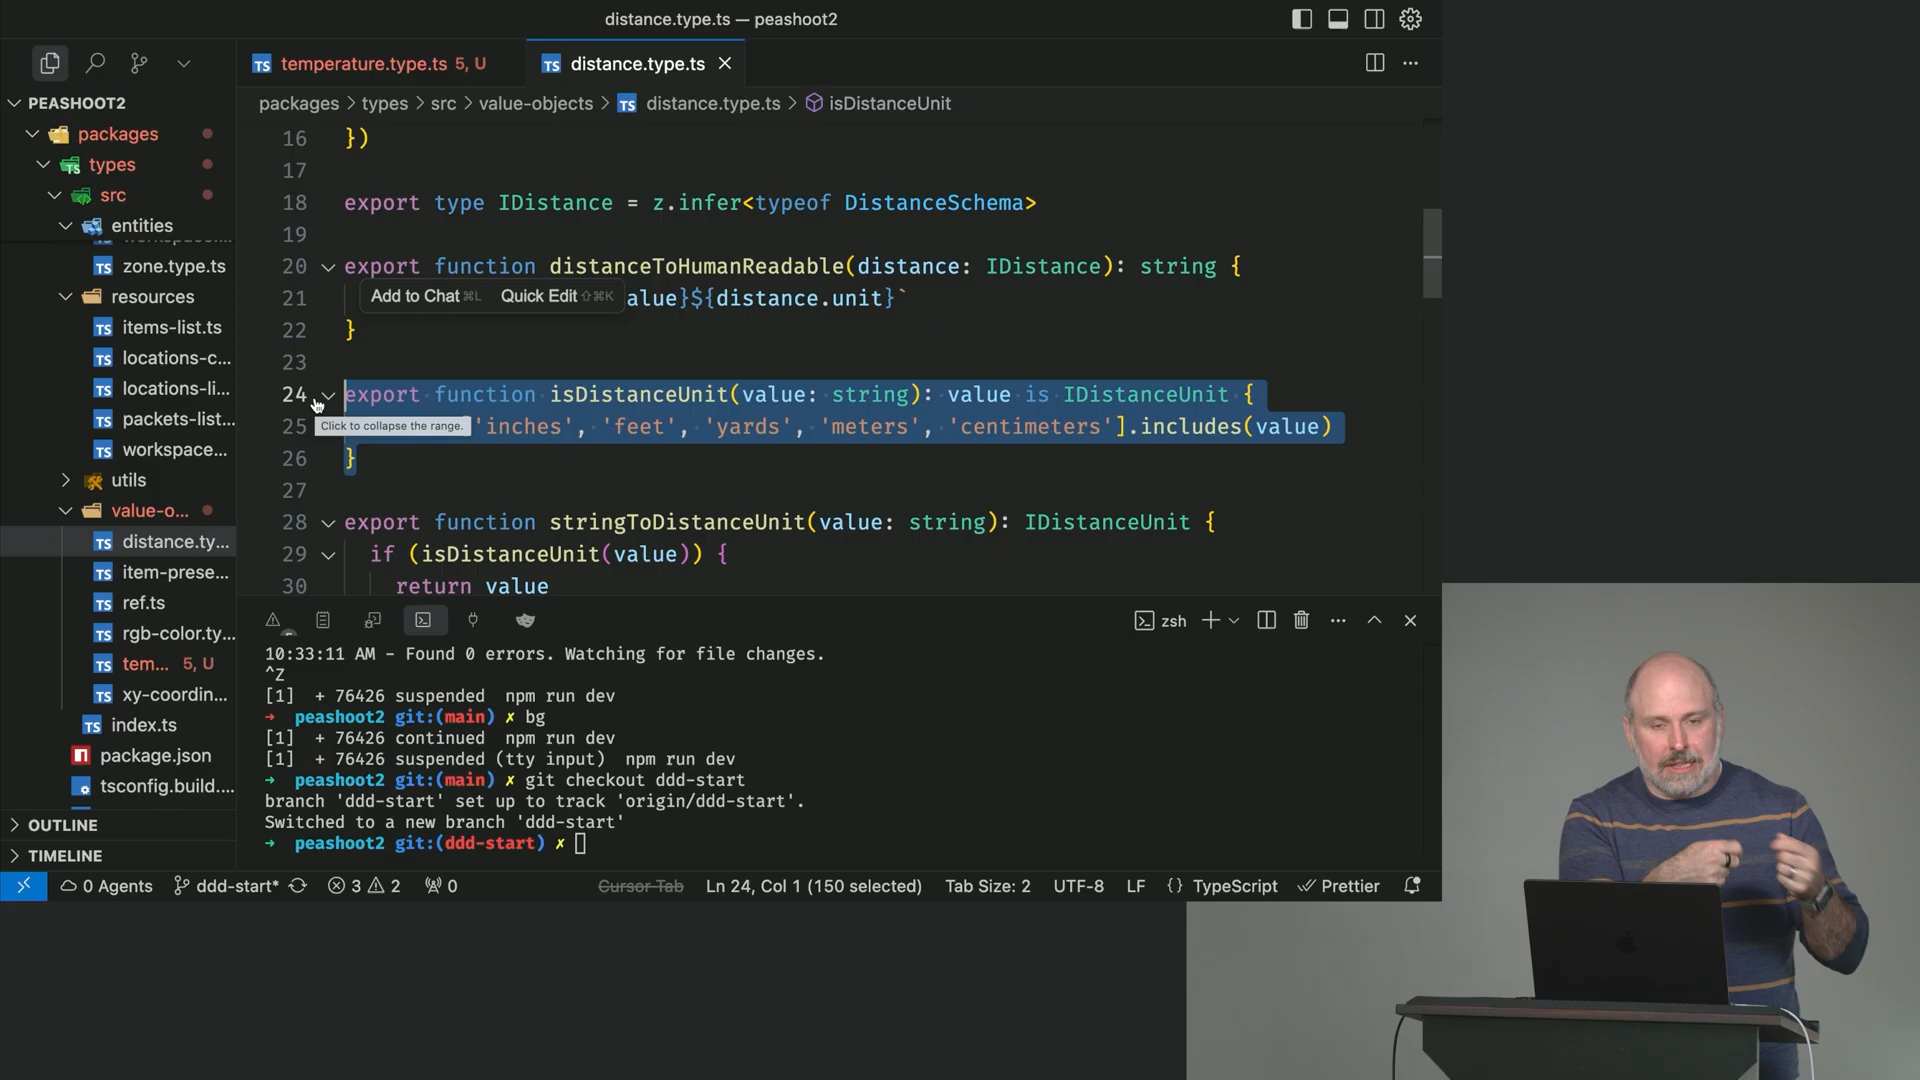 distance.type.ts — peashoot2
temperature.type.ts 5, U
distance.type.ts
PEASHOOT2
packages
types
src
entities
zone.type.ts
resources
items-list.ts
locations-c...
locations-li...
packets-list...
workspace...
utils
value-o...
distance.ty...
item-prese...
ref.ts
rgb-color.ty...
tem... 5, U
xy-coordin...
index.ts
package.json
tsconfig.build....
OUTLINE
TIMELINE
packages > types > src > value-objects > TS distance.type.ts > isDistanceUnit
16 })
17
18 export type IDistance = z.infer<typeof DistanceSchema>
19
20 export function distanceToHumanReadable(distance: IDistance): string {
Add to Chat ⌘L Quick Edit ⇧⌘K
21 alue}${distance.unit}`
22 }
23
24 export function isDistanceUnit(value: string): value is IDistanceUnit {
Click to collapse the range.
25 'inches', 'feet', 'yards', 'meters', 'centimeters'].includes(value)
26 }
27
28 export function stringToDistanceUnit(value: string): IDistanceUnit {
29 if (isDistanceUnit(value)) {
30 return value
zsh
10:33:11 AM - Found 0 errors. Watching for file changes.
^Z
[1] + 76426 suspended npm run dev
➜ peashoot2 git:(main) ✗ bg
[1] + 76426 continued npm run dev
[1] + 76426 suspended (tty input) npm run dev
➜ peashoot2 git:(main) ✗ git checkout ddd-start
branch 'ddd-start' set up to track 'origin/ddd-start'.
Switched to a new branch 'ddd-start'
➜ peashoot2 git:(ddd-start) ✗
0 Agents ddd-start* 3 2 0 Cursor Tab Ln 24, Col 1 (150 selected) Tab Size: 2 UTF-8 LF {} TypeScript Prettier